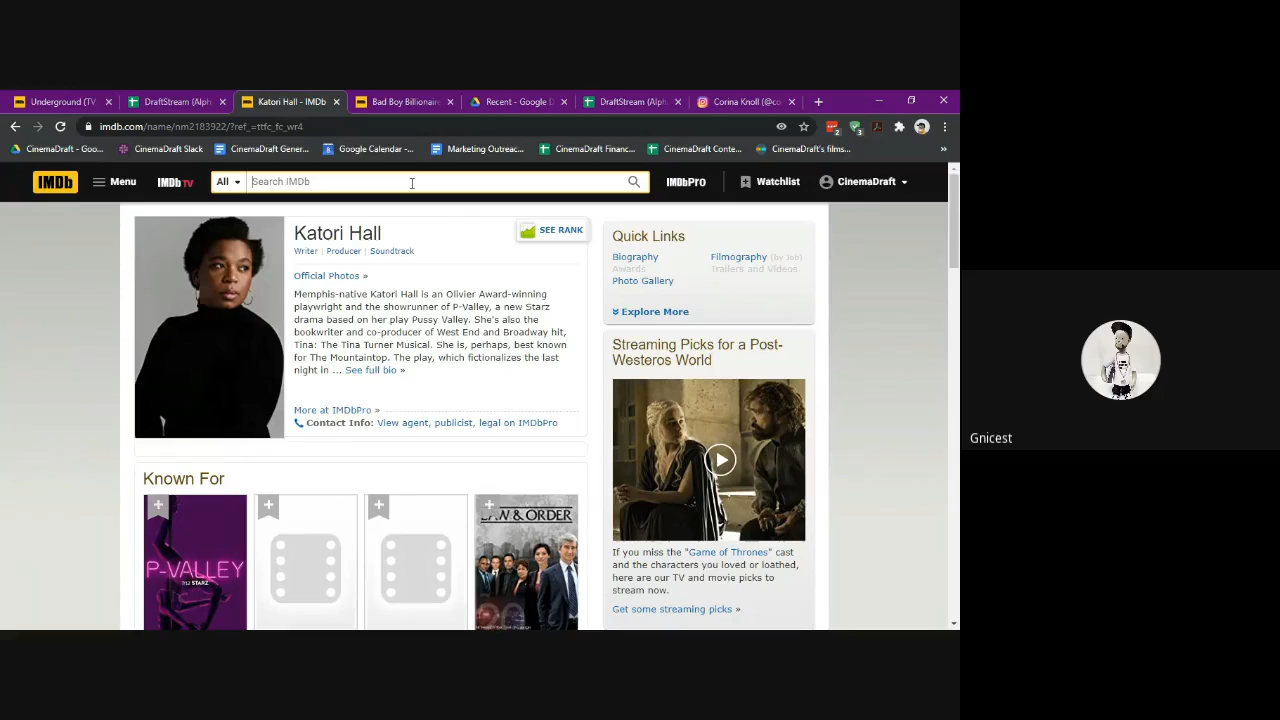 Underground (TV
DraftStream (Alph
Katori Hall - IMDb
Bad Boy Billionaire
Recent - Google D
DraftStream (Alph
Corina Knoll (@co
imdb.com/name/nm2183922/?ref_=ttfc_fc_wr4
2
3
CinemaDraft - Goo...
CinemaDraft Slack
CinemaDraft Gener...
Google Calendar -...
Marketing Outreac...
CinemaDraft Financ...
CinemaDraft Conte...
CinemaDraft's films...
»
IMDb
Menu
IMDbTV
All
Search IMDb
IMDbPro
Watchlist
CinemaDraft
Katori Hall
SEE RANK
Writer | Producer | Soundtrack
Official Photos »
Memphis-native Katori Hall is an Olivier Award-winning
playwright and the showrunner of P-Valley, a new Starz
drama based on her play Pussy Valley. She's also the
bookwriter and co-producer of West End and Broadway hit,
Tina: The Tina Turner Musical. She is, perhaps, best known
for The Mountaintop. The play, which fictionalizes the last
night in ... See full bio »
More at IMDbPro »
Contact Info: View agent, publicist, legal on IMDbPro
Known For
P-VALLEY
STARZ
LAW & ORDER
Quick Links
Biography
Filmography (by Job)
Awards
Trailers and Videos
Photo Gallery
Explore More
Streaming Picks for a Post-
Westeros World
If you miss the "Game of Thrones" cast
and the characters you loved or loathed,
here are our TV and movie picks to
stream now.
Get some streaming picks »
Gnicest